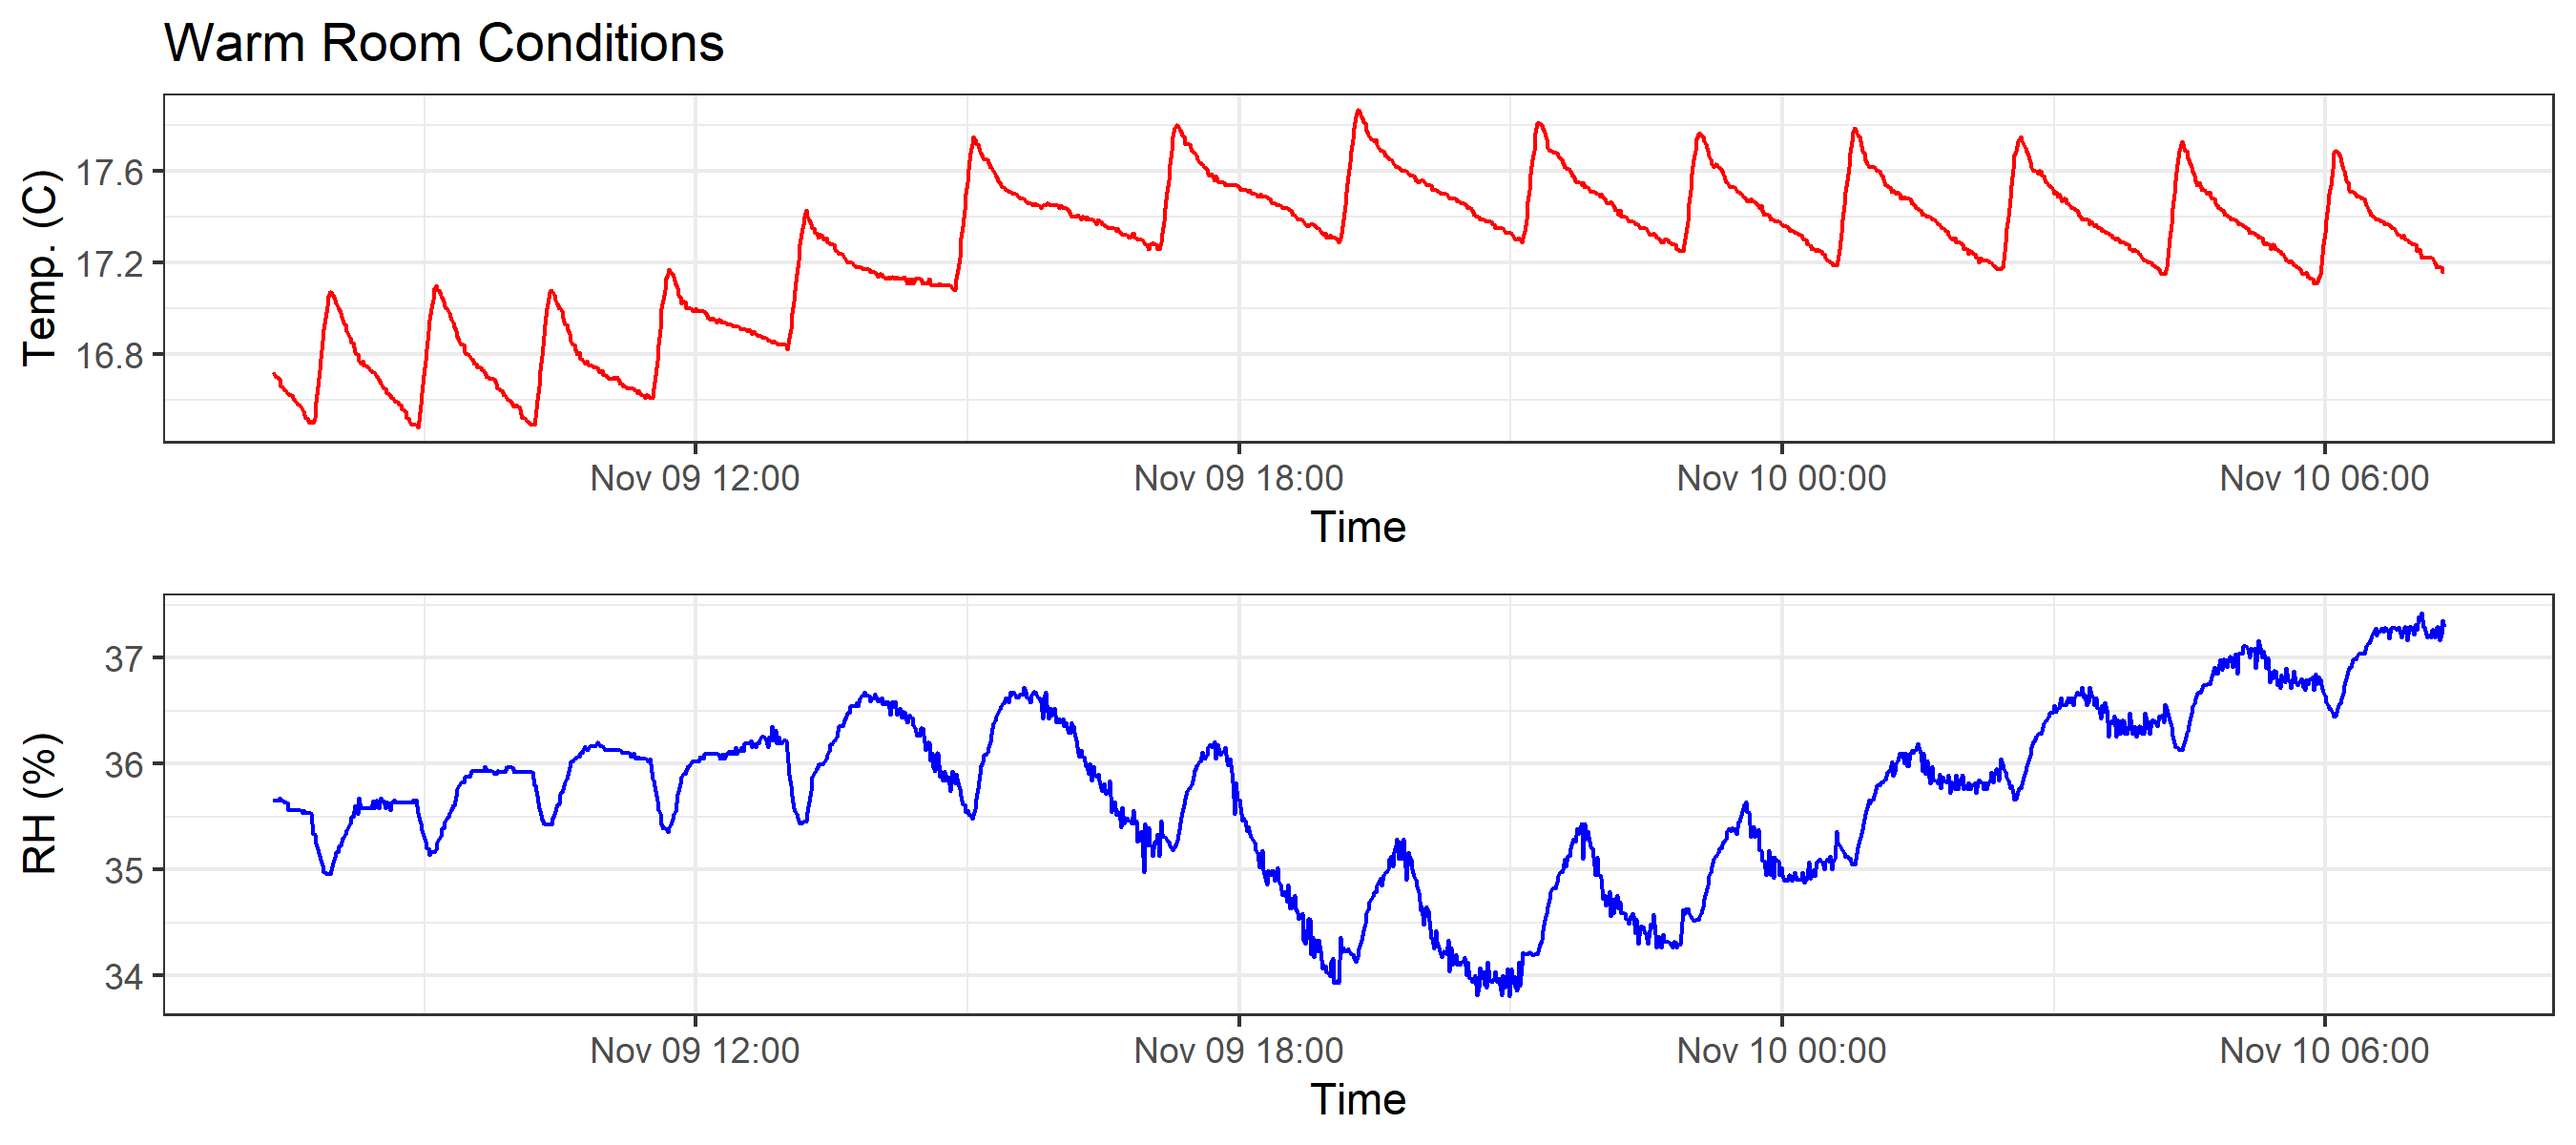 Warm Room Conditions
Temp. (C)
17.6
17.2
16.8
Nov 09 12:00 Nov 09 18:00 Nov 10 00:00 Nov 10 06:00
Time
RH (%)
37
36
35
34
Nov 09 12:00 Nov 09 18:00 Nov 10 00:00 Nov 10 06:00
Time